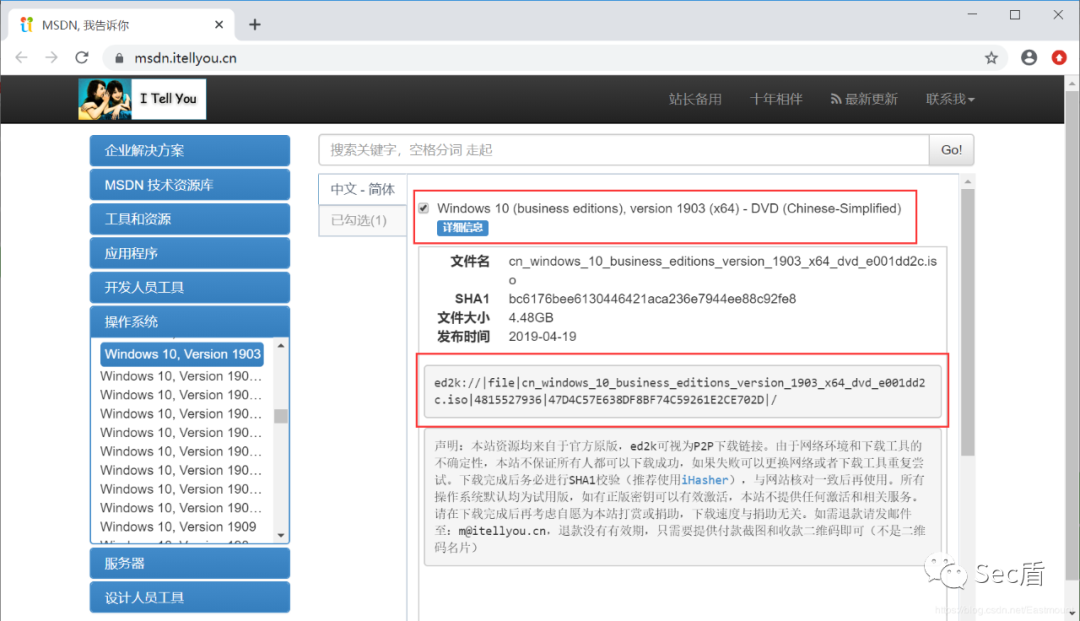 MSDN, 我告诉你
msdn.itellyou.cn
I Tell You
站长备用
十年相伴
最新更新
联系我
企业解决方案
MSDN 技术资源库
工具和资源
应用程序
开发人员工具
操作系统
Windows 10, Version 1903
Windows 10, Version 190...
Windows 10, Version 190...
Windows 10, Version 190...
Windows 10, Version 190...
Windows 10, Version 190...
Windows 10, Version 190...
Windows 10, Version 190...
Windows 10, Version 190...
Windows 10, Version 1909
服务器
设计人员工具
搜索关键字，空格分词 走起
Go!
中文 - 简体
已勾选(1)
Windows 10 (business editions), version 1903 (x64) - DVD (Chinese-Simplified)
详细信息
文件名 cn_windows_10_business_editions_version_1903_x64_dvd_e001dd2c.is
o
SHA1 bc6176bee6130446421aca236e7944ee88c92fe8
文件大小 4.48GB
发布时间 2019-04-19
ed2k://|file|cn_windows_10_business_editions_version_1903_x64_dvd_e001dd2
c.iso|4815527936|47D4C57E638DF8BF74C59261E2CE702D|/
声明：本站资源均来自于官方原版，ed2k可视为P2P下载链接。由于网络环境和下载工具的
不确定性，本站不保证所有人都可以下载成功，如果失败可以更换网络或者下载工具重复尝
试。下载完成后务必进行SHA1校验（推荐使用iHasher），与网站核对一致后再使用。所有
操作系统默认均为试用版，如有正版密钥可以有效激活，本站不提供任何激活和相关服务。
请在下载完成后再考虑自愿为本站打赏或捐助，下载速度与捐助无关。如需退款请发邮件
至：m@itellyou.cn，退款没有有效期，只需要提供付款截图和收款二维码即可（不是二维
码名片）
Sec盾
https://blog.csdn.net/Eastmount